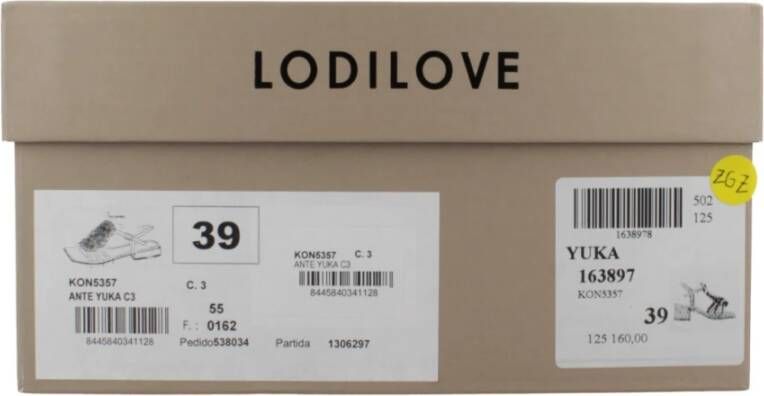 LODILOVE
ZGZ
39
KON5357 C. 3
ANTE YUKA C3
8445840341128
KON5357 C. 3
ANTE YUKA C3
55
F. : 0162
8445840341128 Pedido538034 Partida 1306297
502
125
1638978
YUKA
163897
KON5357
39
125 160,00